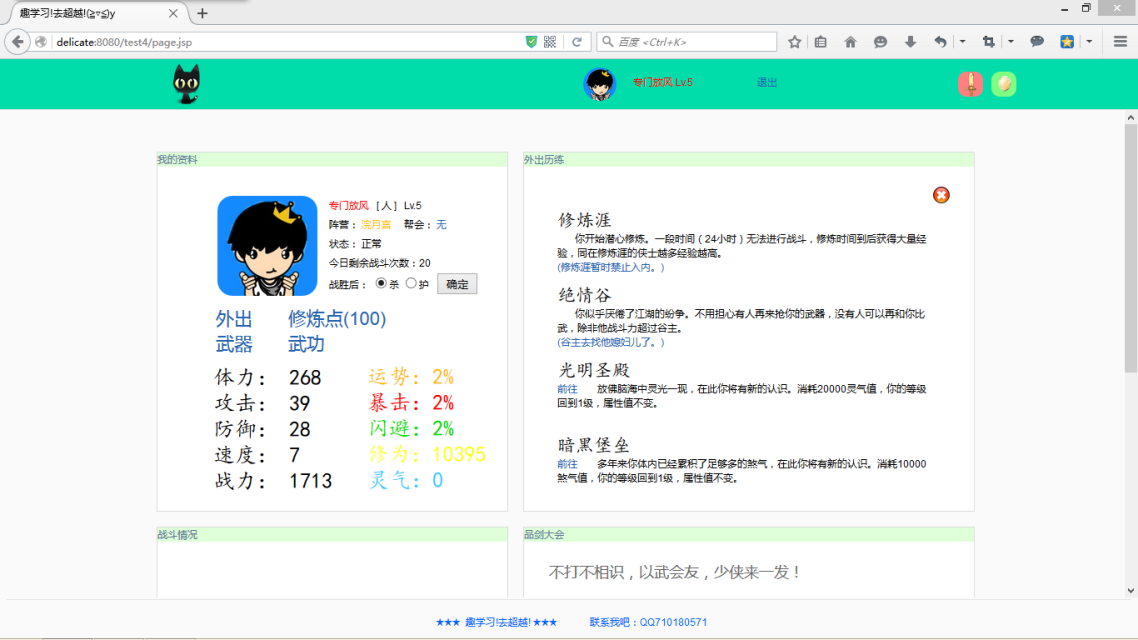 趣学习!去超越!(≧▽≦)y
delicate:8080/test4/page.jsp
百度 <Ctrl+K>
专门放风 Lv.5
退出
我的资料
专门放风 [ 人 ] Lv.5
阵营： 浣月宫 帮会： 无
状态： 正常
今日剩余战斗次数：20
战胜后： 杀 护 确定
外出 修炼点(100)
武器 武功
体力： 268 运势：2%
攻击： 39 暴击：2%
防御： 28 闪避：2%
速度： 7 修为：10395
战力： 1713 灵气：0
外出历练
修炼涯
你开始潜心修炼。一段时间（24小时）无法进行战斗，修炼时间到后获得大量经
验，同在修炼涯的侠士越多经验越高。
(修炼涯暂时禁止入内。)
绝情谷
你似乎厌倦了江湖的纷争。不用担心有人再来抢你的武器，没有人可以再和你比
武，除非他战斗力超过谷主。
(谷主去找他媳妇儿了。)
光明圣殿
前往 放佛脑海中灵光一现，在此你将有新的认识。消耗20000灵气值，你的等级
回到1级，属性值不变。
暗黑堡垒
前往 多年来你体内已经累积了足够多的煞气，在此你将有新的认识。消耗10000
煞气值，你的等级回到1级，属性值不变。
战斗情况
品剑大会
不打不相识，以武会友，少侠来一发！
★★★ 趣学习!去超越! ★★★ 联系我吧：QQ710180571